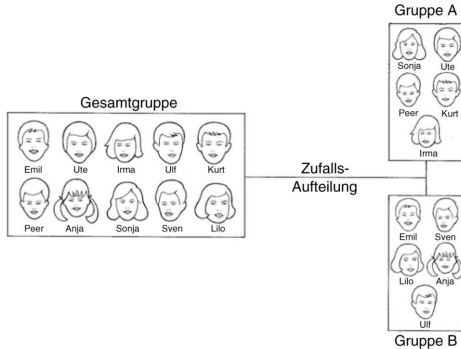 Gesamtgruppe
Emil Ute Irma Ulf Kurt
Peer Anja Sonja Sven Lilo
Zufalls-
Aufteilung
Gruppe A
Sonja Ute
Peer Kurt
Irma
Emil Sven
Lilo Anja
Ulf
Gruppe B